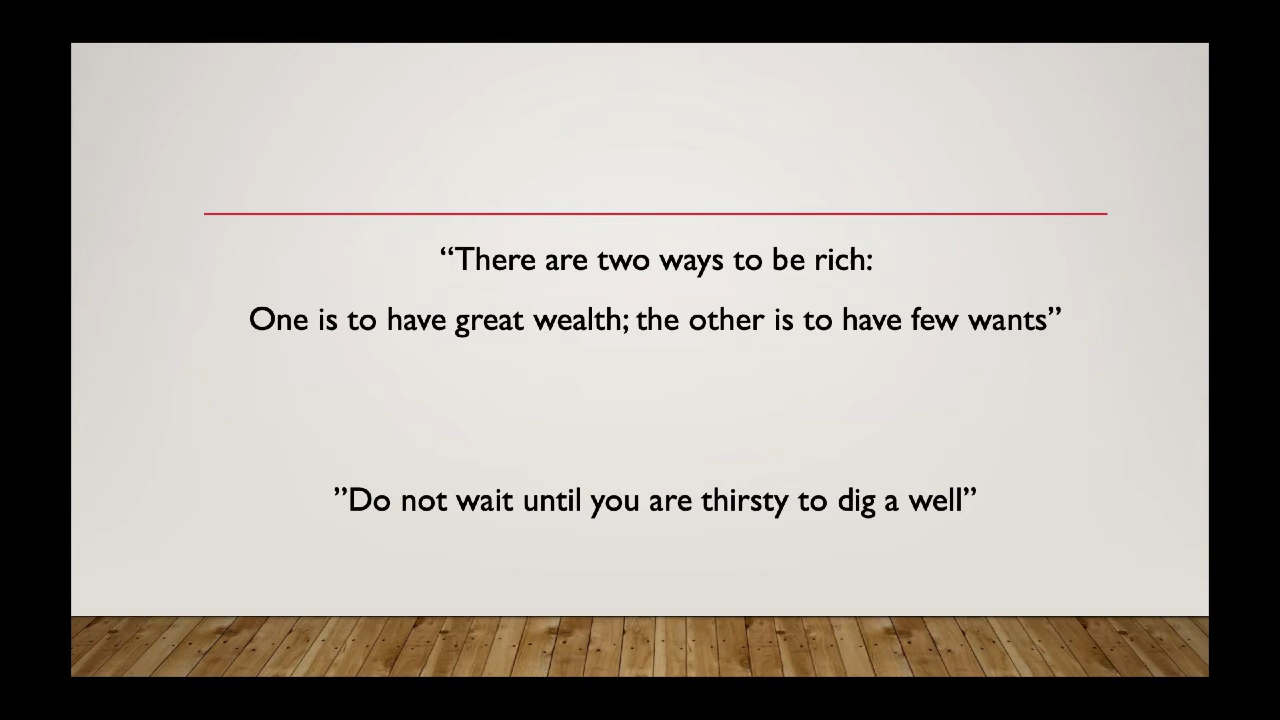 “There are two ways to be rich:
One is to have great wealth; the other is to have few wants”
”Do not wait until you are thirsty to dig a well”